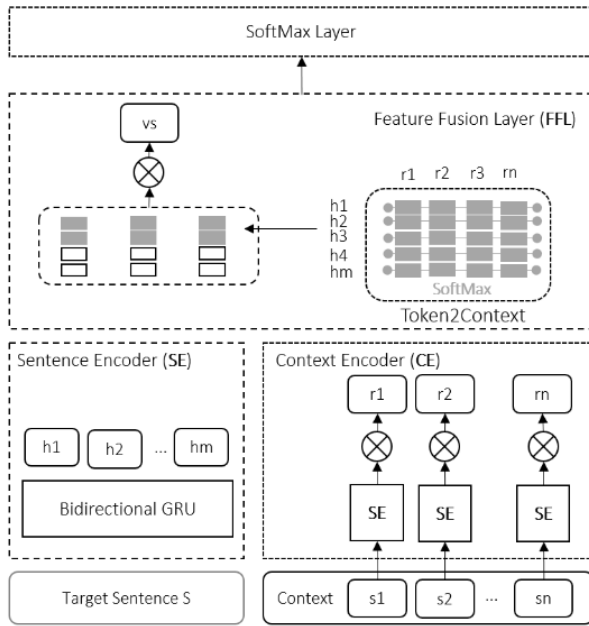 SoftMax Layer
vs
Feature Fusion Layer (FFL)
r1 r2 r3 rn
h1
h2
h3
h4
hm
SoftMax
Token2Context
Sentence Encoder (SE)
h1 h2 ... hm
Bidirectional GRU
Target Sentence S
Context Encoder (CE)
r1 r2 rn
SE SE SE
Context s1 s2 ... sn